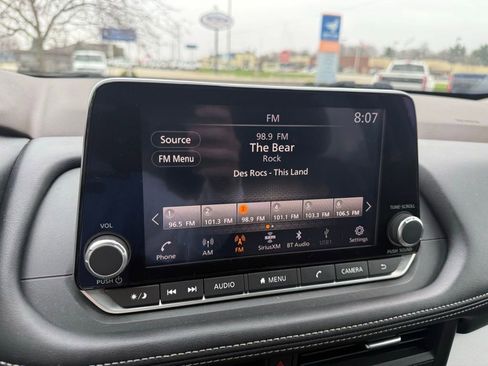 FM 8:07
Source 98.9 FM
The Bear
FM Menu Rock
Des Rocs - This Land
1 2 3 4 5 6
96.5 FM 101.3 FM 98.9 FM 101.1 FM 103.3 FM 106.5 FM
Phone AM FM SiriusXM BT Audio USB1 Settings
VOL TUNE•SCROLL
PUSH PUSH SOUND
AUDIO MENU CAMERA